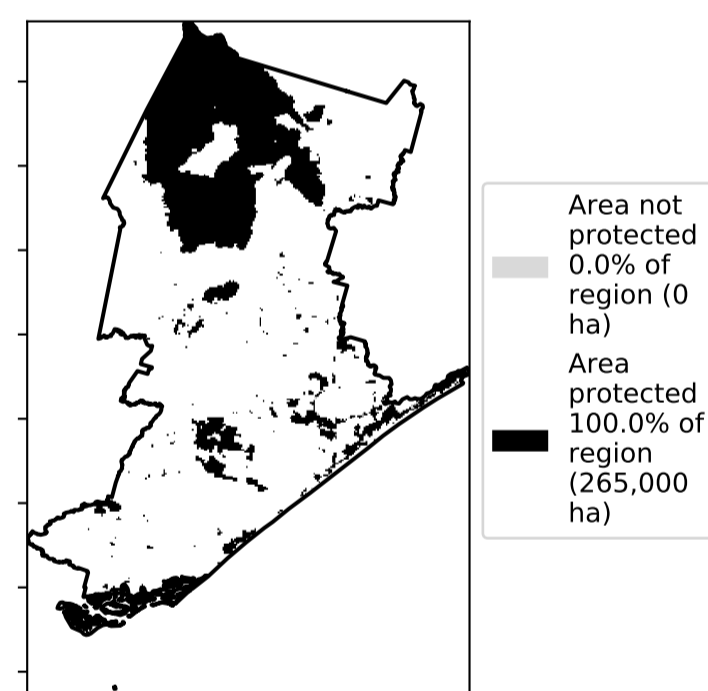 Area not
protected
0.0% of
region (0
ha)
Area
protected
100.0% of
region
(265,000
ha)